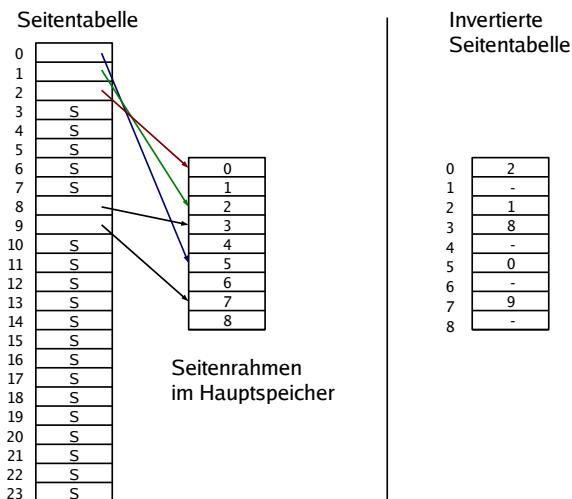 Seitentabelle
0
1
2
3 S
4 S
5 S
6 S
7 S
8
9
10 S
11 S
12 S
13 S
14 S
15 S
16 S
17 S
18 S
19 S
20 S
21 S
22 S
23 S
0
1
2
3
4
5
6
7
8
Seitenrahmen
im Hauptspeicher
Invertierte
Seitentabelle
0 2
1 -
2 1
3 8
4 -
5 0
6 -
7 9
8 -